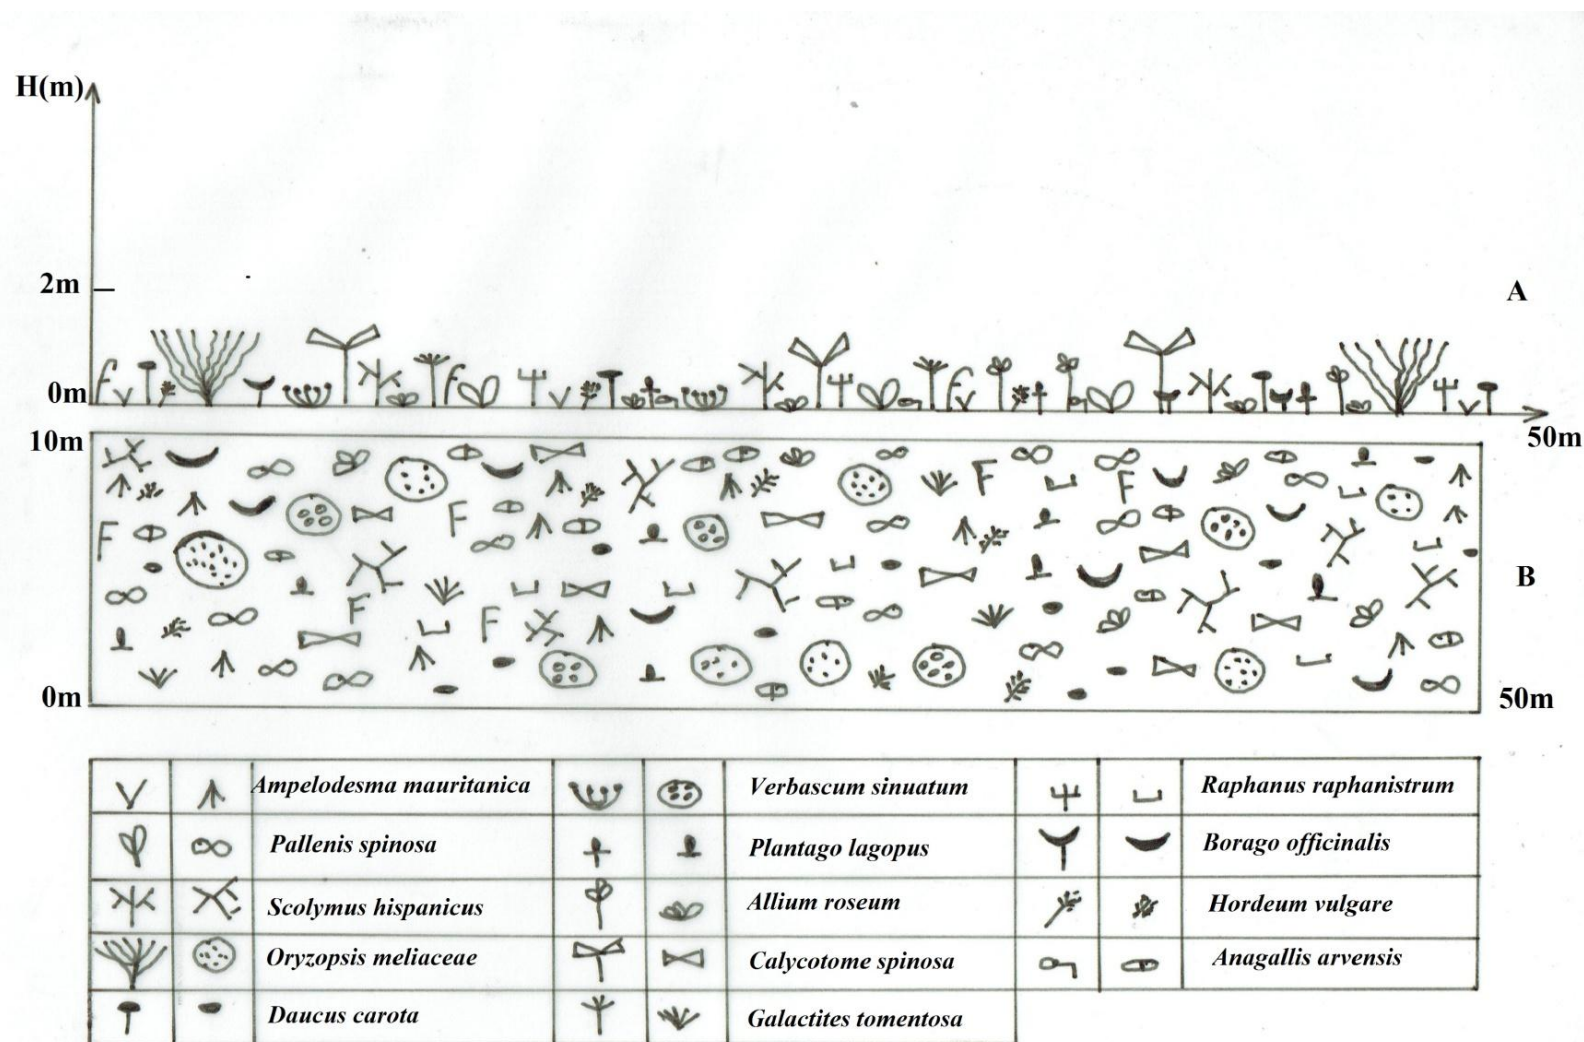 H(m)
2m
A
0m
10m
50m
B
0m
50m
Ampelodesma mauritanica
Verbascum sinuatum
Raphanus raphanistrum
Pallenis spinosa
Plantago lagopus
Borago officinalis
Scolymus hispanicus
Allium roseum
Hordeum vulgare
Oryzopsis meliaceae
Calycotome spinosa
Anagallis arvensis
Daucus carota
Galactites tomentosa